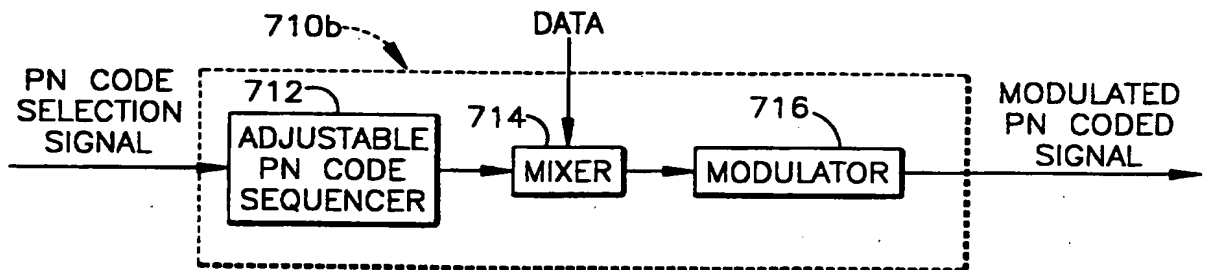 710b
DATA
PN CODE
SELECTION
SIGNAL
712
ADJUSTABLE
PN CODE
SEQUENCER
714
MIXER
716
MODULATOR
MODULATED
PN CODED
SIGNAL